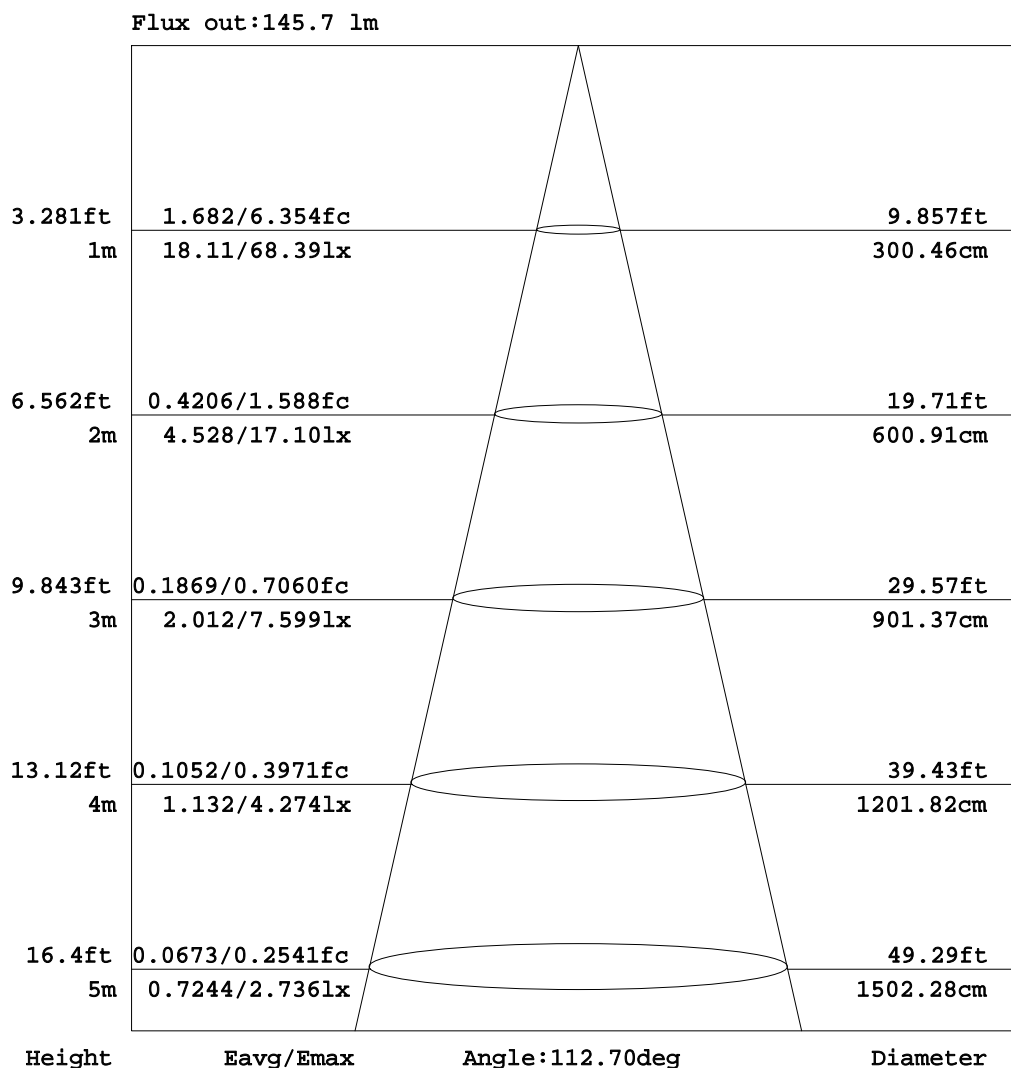 Flux out:145.7 lm
3.281ft 1.682/6.354fc 9.857ft
1m 18.11/68.39lx 300.46cm
6.562ft 0.4206/1.588fc 19.71ft
2m 4.528/17.10lx 600.91cm
9.843ft 0.1869/0.7060fc 29.57ft
3m 2.012/7.599lx 901.37cm
13.12ft 0.1052/0.3971fc 39.43ft
4m 1.132/4.274lx 1201.82cm
16.4ft 0.0673/0.2541fc 49.29ft
5m 0.7244/2.736lx 1502.28cm
Height Eavg/Emax Angle:112.70deg Diameter